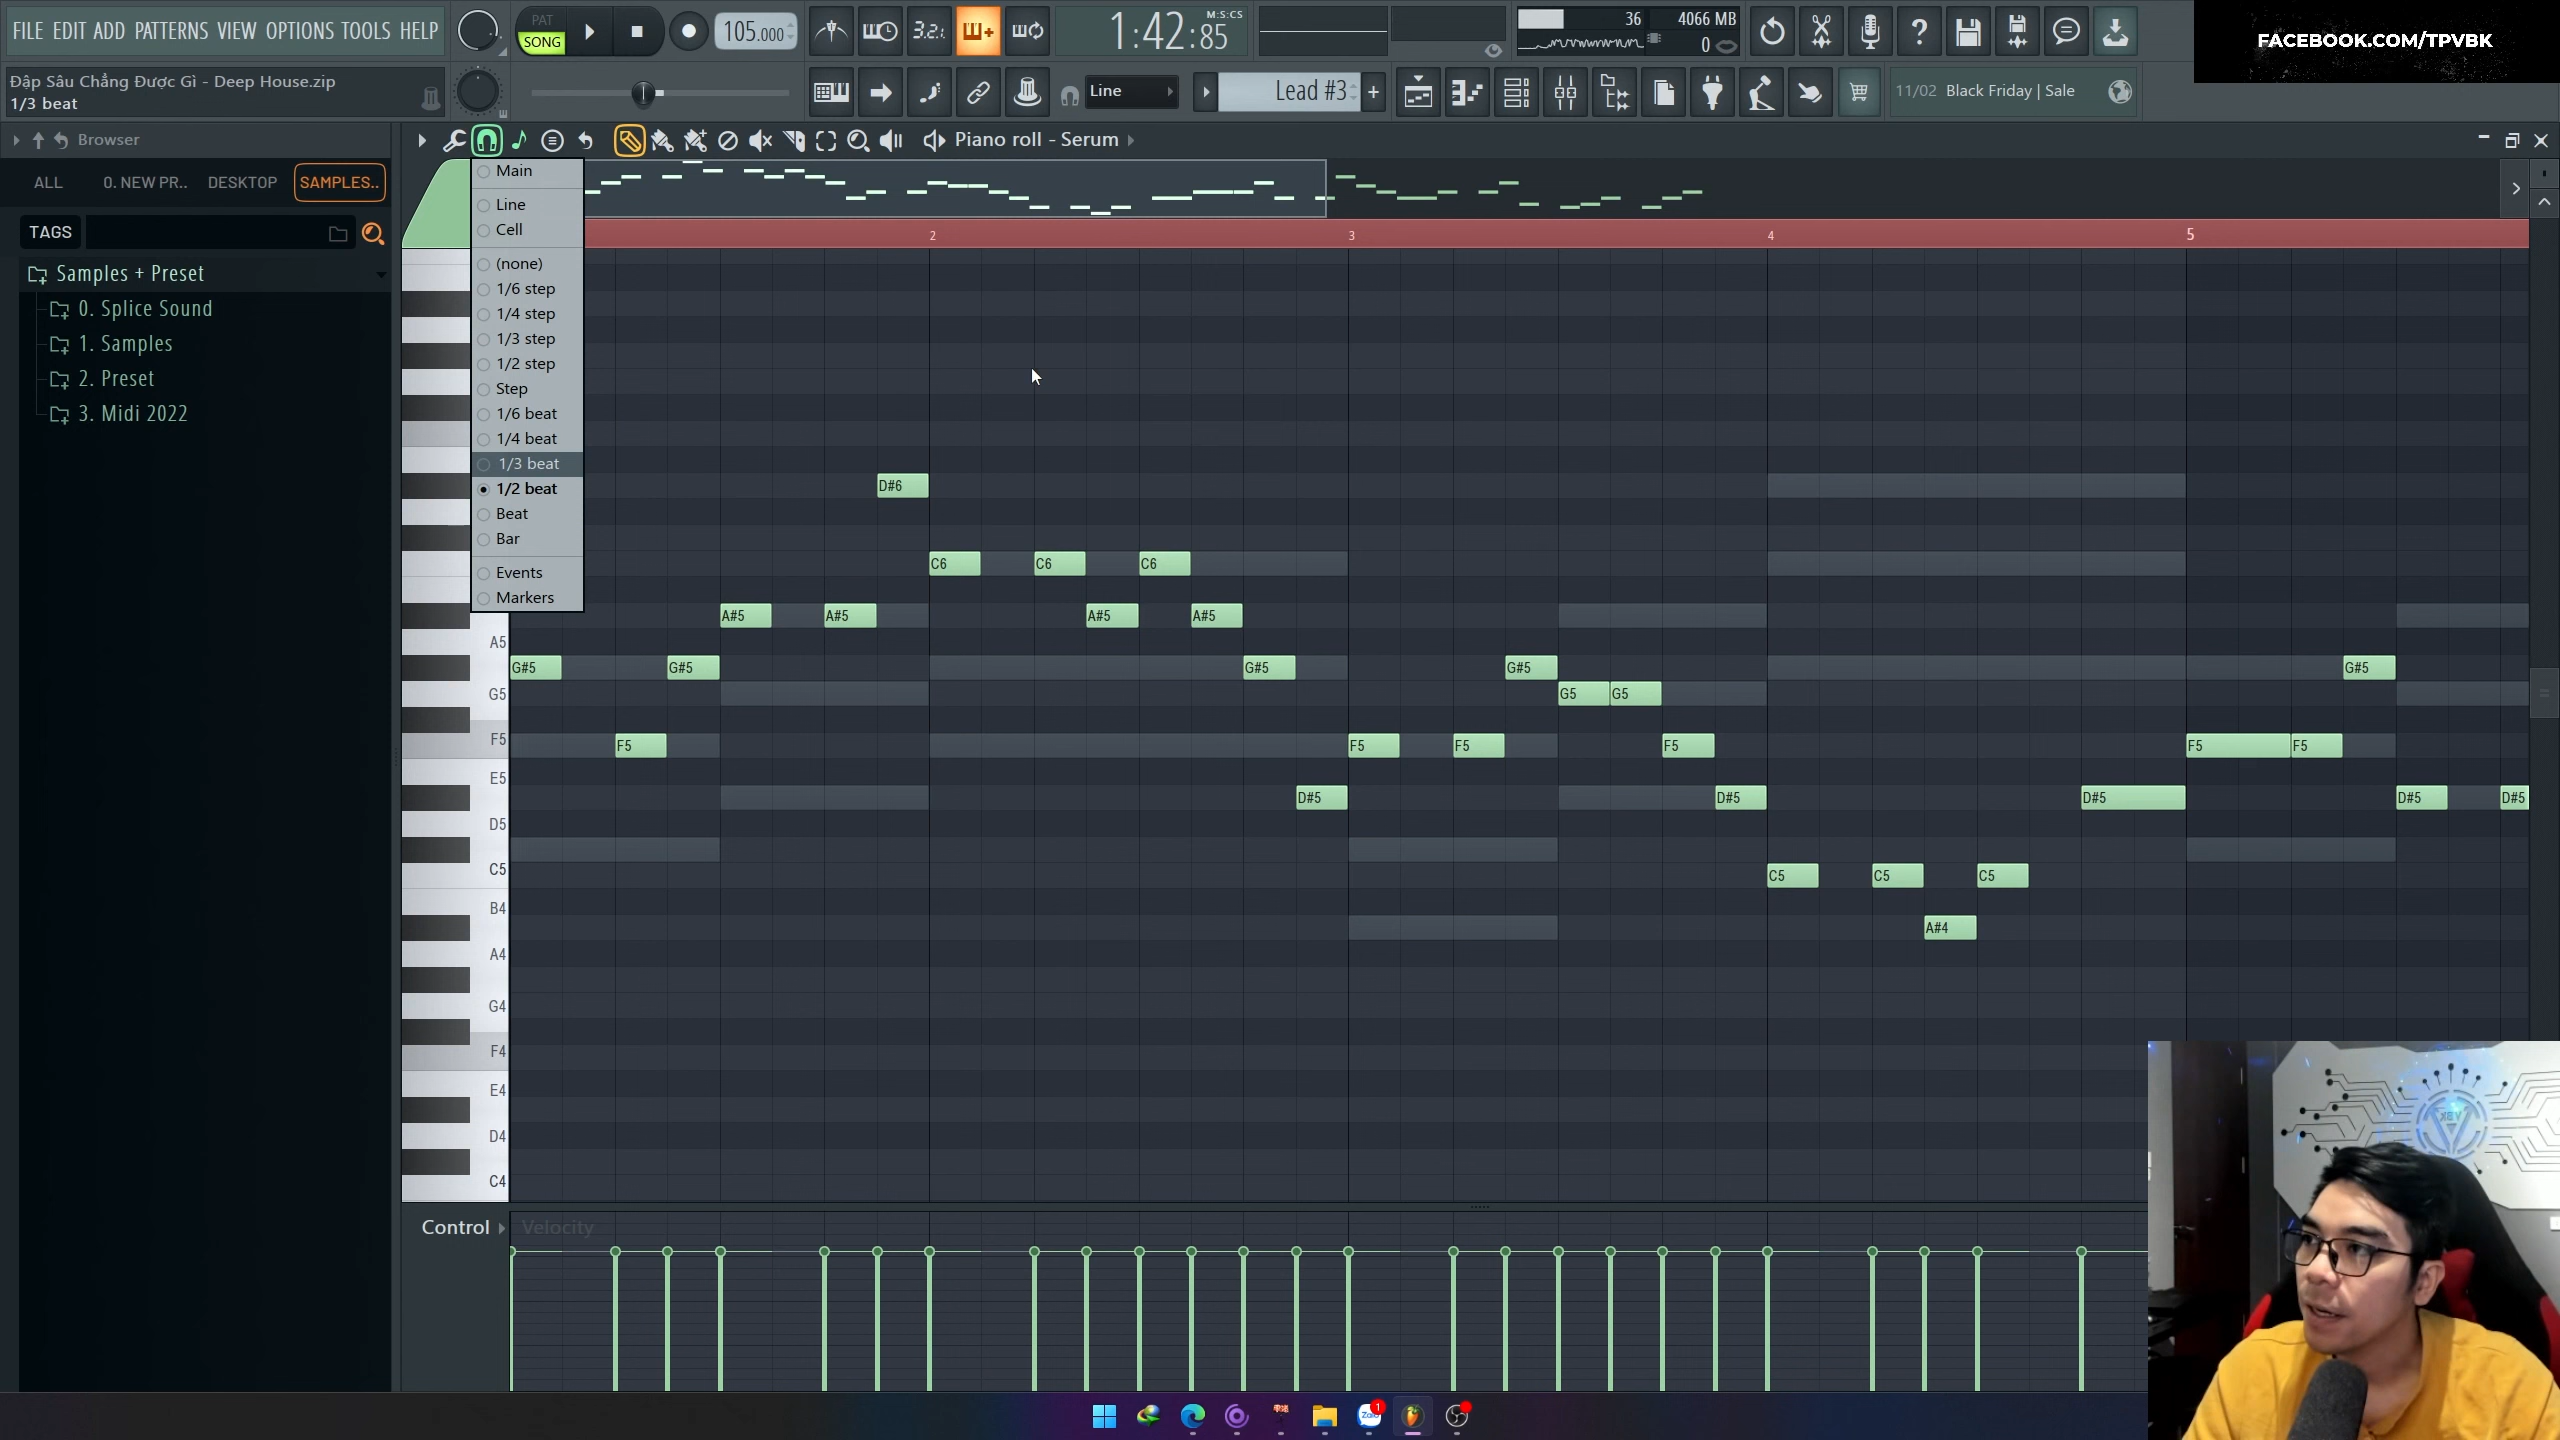 FILE EDIT ADD PATTERNS VIEW OPTIONS TOOLS HELP
PAT
SONG
105.000
3.2.1
1:42:85
M:S:CS
36
4066 MB
0
FACEBOOK.COM/TPVBK
Đập Sâu Chẳng Được Gì - Deep House.zip
1/3 beat
Line
Lead #3
11/02 Black Friday | Sale
Browser
Piano roll - Serum
ALL
0. NEW PR..
DESKTOP
SAMPLES..
TAGS
Samples + Preset
0. Splice Sound
1. Samples
2. Preset
3. Midi 2022
Main
Line
Cell
(none)
1/6 step
1/4 step
1/3 step
1/2 step
Step
1/6 beat
1/4 beat
1/3 beat
1/2 beat
Beat
Bar
Events
Markers
2 3 4 5
D#6
C6 C6 C6
A#5 A#5 A#5 A#5
A5
G#5 G#5 G#5 G#5 G#5
G5 G5 G5
F5 F5 F5 F5 F5 F5 F5
E5
D#5 D#5 D#5 D#5 D#5
D5
C5 C5 C5 C5
B4
A#4
A4
G4
F4
E4
D4
C4
Control Velocity
Zalo
1